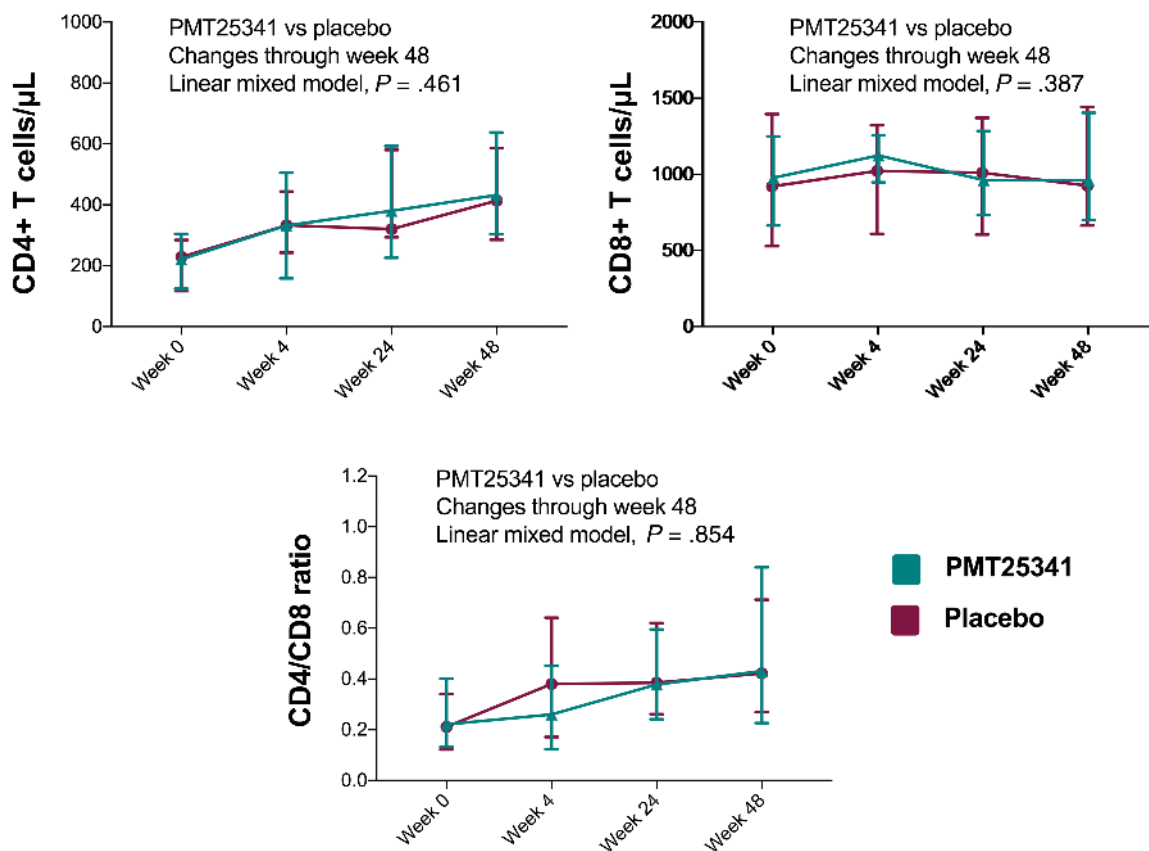 PMT25341 vs placebo
Changes through week 48
Linear mixed model, P = .461
CD4+ T cells/µL
1000
800
600
400
200
0
Week 0
Week 4
Week 24
Week 48
PMT25341 vs placebo
Changes through week 48
Linear mixed model, P = .387
CD8+ T cells/µL
2000
1500
1000
500
0
Week 0
Week 4
Week 24
Week 48
PMT25341 vs placebo
Changes through week 48
Linear mixed model, P = .854
CD4/CD8 ratio
1.2
1.0
0.8
0.6
0.4
0.2
0.0
Week 0
Week 4
Week 24
Week 48
PMT25341
Placebo